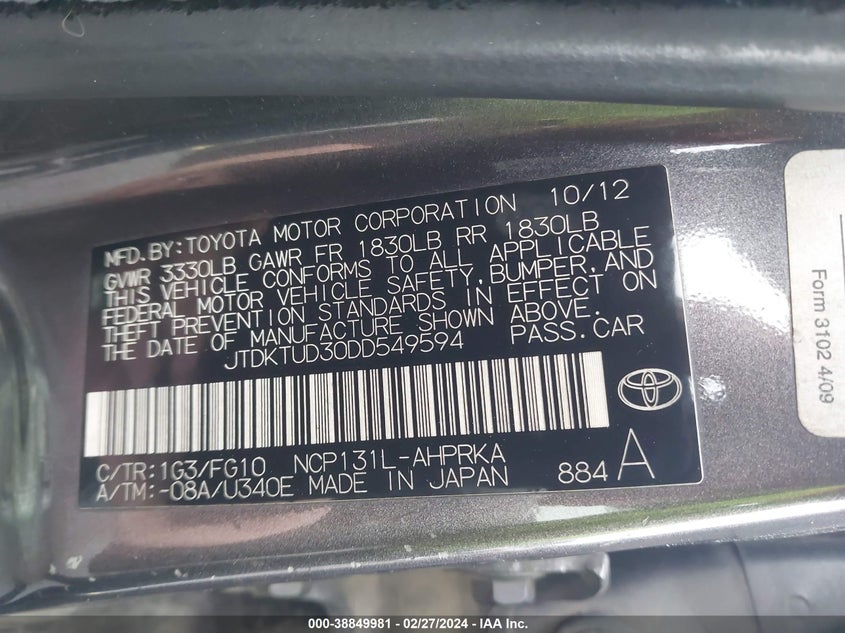 MFD.BY:TOYOTA MOTOR CORPORATION 10/12
GVWR 3330LB GAWR FR 1830LB RR 1830LB
THIS VEHICLE CONFORMS TO ALL APPLICABLE
FEDERAL MOTOR VEHICLE SAFETY,BUMPER,AND
THEFT PREVENTION STANDARDS IN EFFECT ON
THE DATE OF MANUFACTURE SHOWN ABOVE.
JTDKTUD30DD549594 PASS.CAR
C/TR:1G3/FG10 NCP131L-AHPRKA
A/TM:-08A/U340E MADE IN JAPAN 884 A
Form 3102 4/09
000-38849981 - 02/27/2024 - IAA Inc.